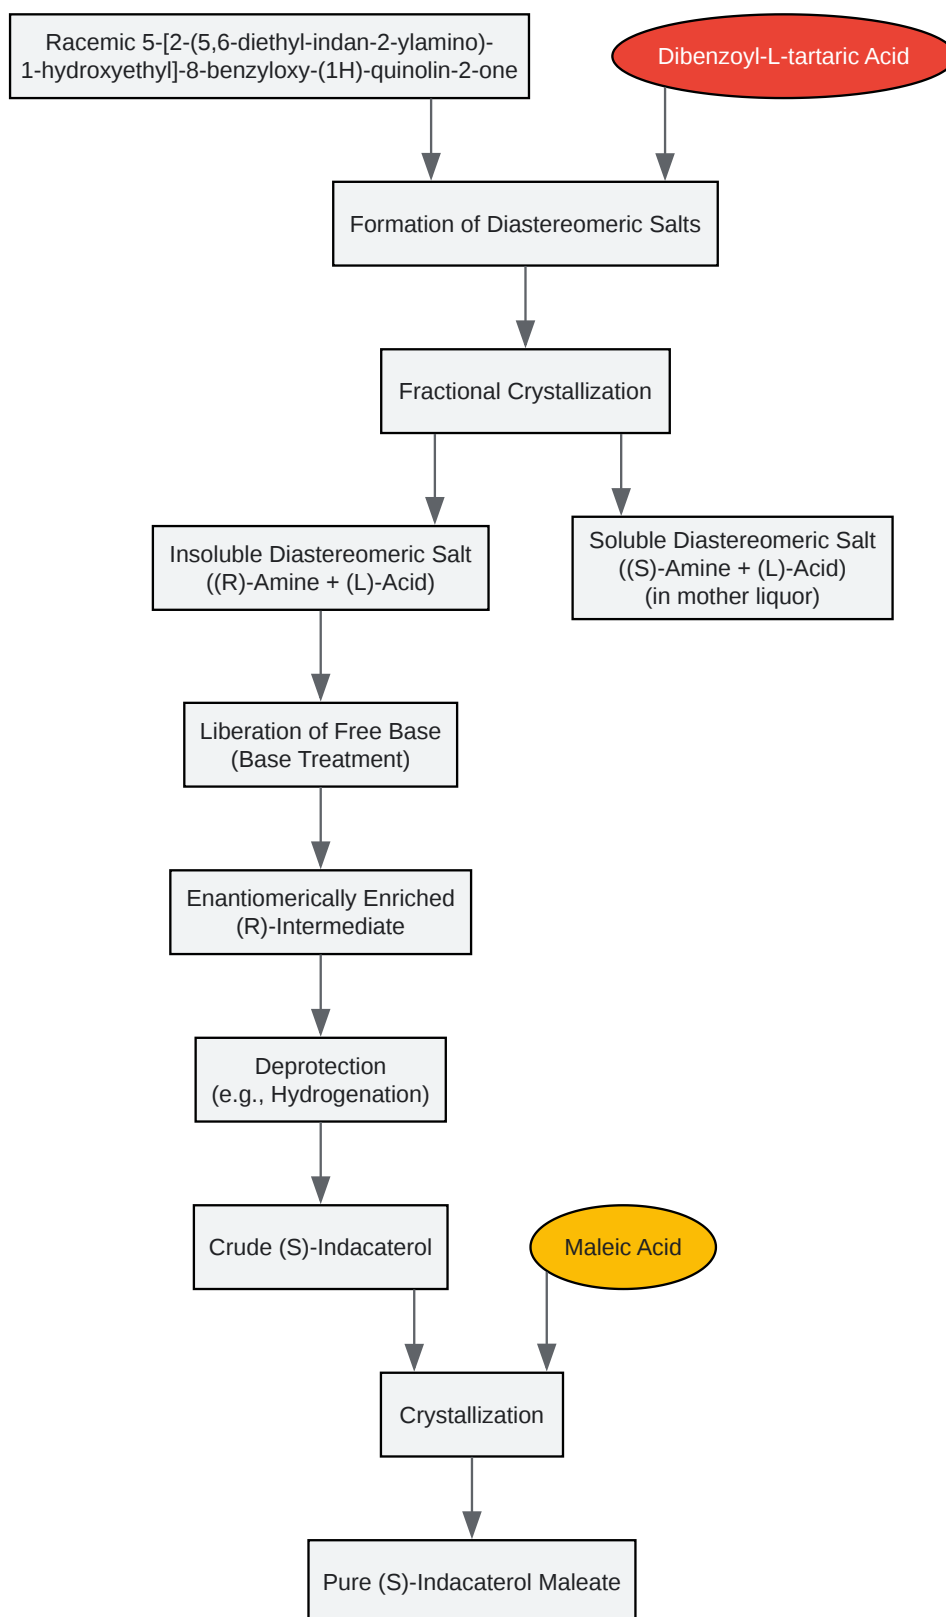 Racemic 5-[2-(5,6-diethyl-indan-2-ylamino)-
1-hydroxyethyl]-8-benzyloxy-(1H)-quinolin-2-one
Dibenzoyl-L-tartaric Acid
Formation of Diastereomeric Salts
Fractional Crystallization
Insoluble Diastereomeric Salt
((R)-Amine + (L)-Acid)
Soluble Diastereomeric Salt
((S)-Amine + (L)-Acid)
(in mother liquor)
Liberation of Free Base
(Base Treatment)
Enantiomerically Enriched
(R)-Intermediate
Deprotection
(e.g., Hydrogenation)
Crude (S)-Indacaterol
Maleic Acid
Crystallization
Pure (S)-Indacaterol Maleate